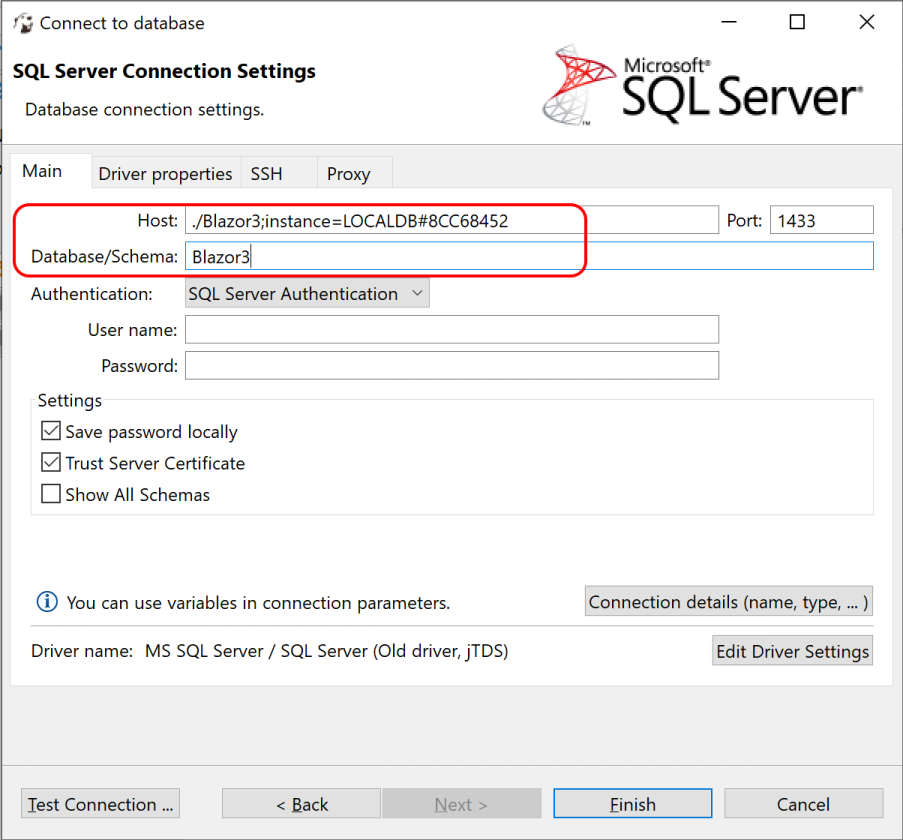 Connect to database
SQL Server Connection Settings
Database connection settings.
Microsoft®
SQL Server®
™
Main
Driver properties
SSH
Proxy
Host: ./Blazor3;instance=LOCALDB#8CC68452 Port: 1433
Database/Schema: Blazor3
Authentication: SQL Server Authentication
User name:
Password:
Settings
Save password locally
Trust Server Certificate
Show All Schemas
You can use variables in connection parameters.
Connection details (name, type, ... )
Driver name: MS SQL Server / SQL Server (Old driver, jTDS)
Edit Driver Settings
Test Connection ...
< Back
Next >
Finish
Cancel